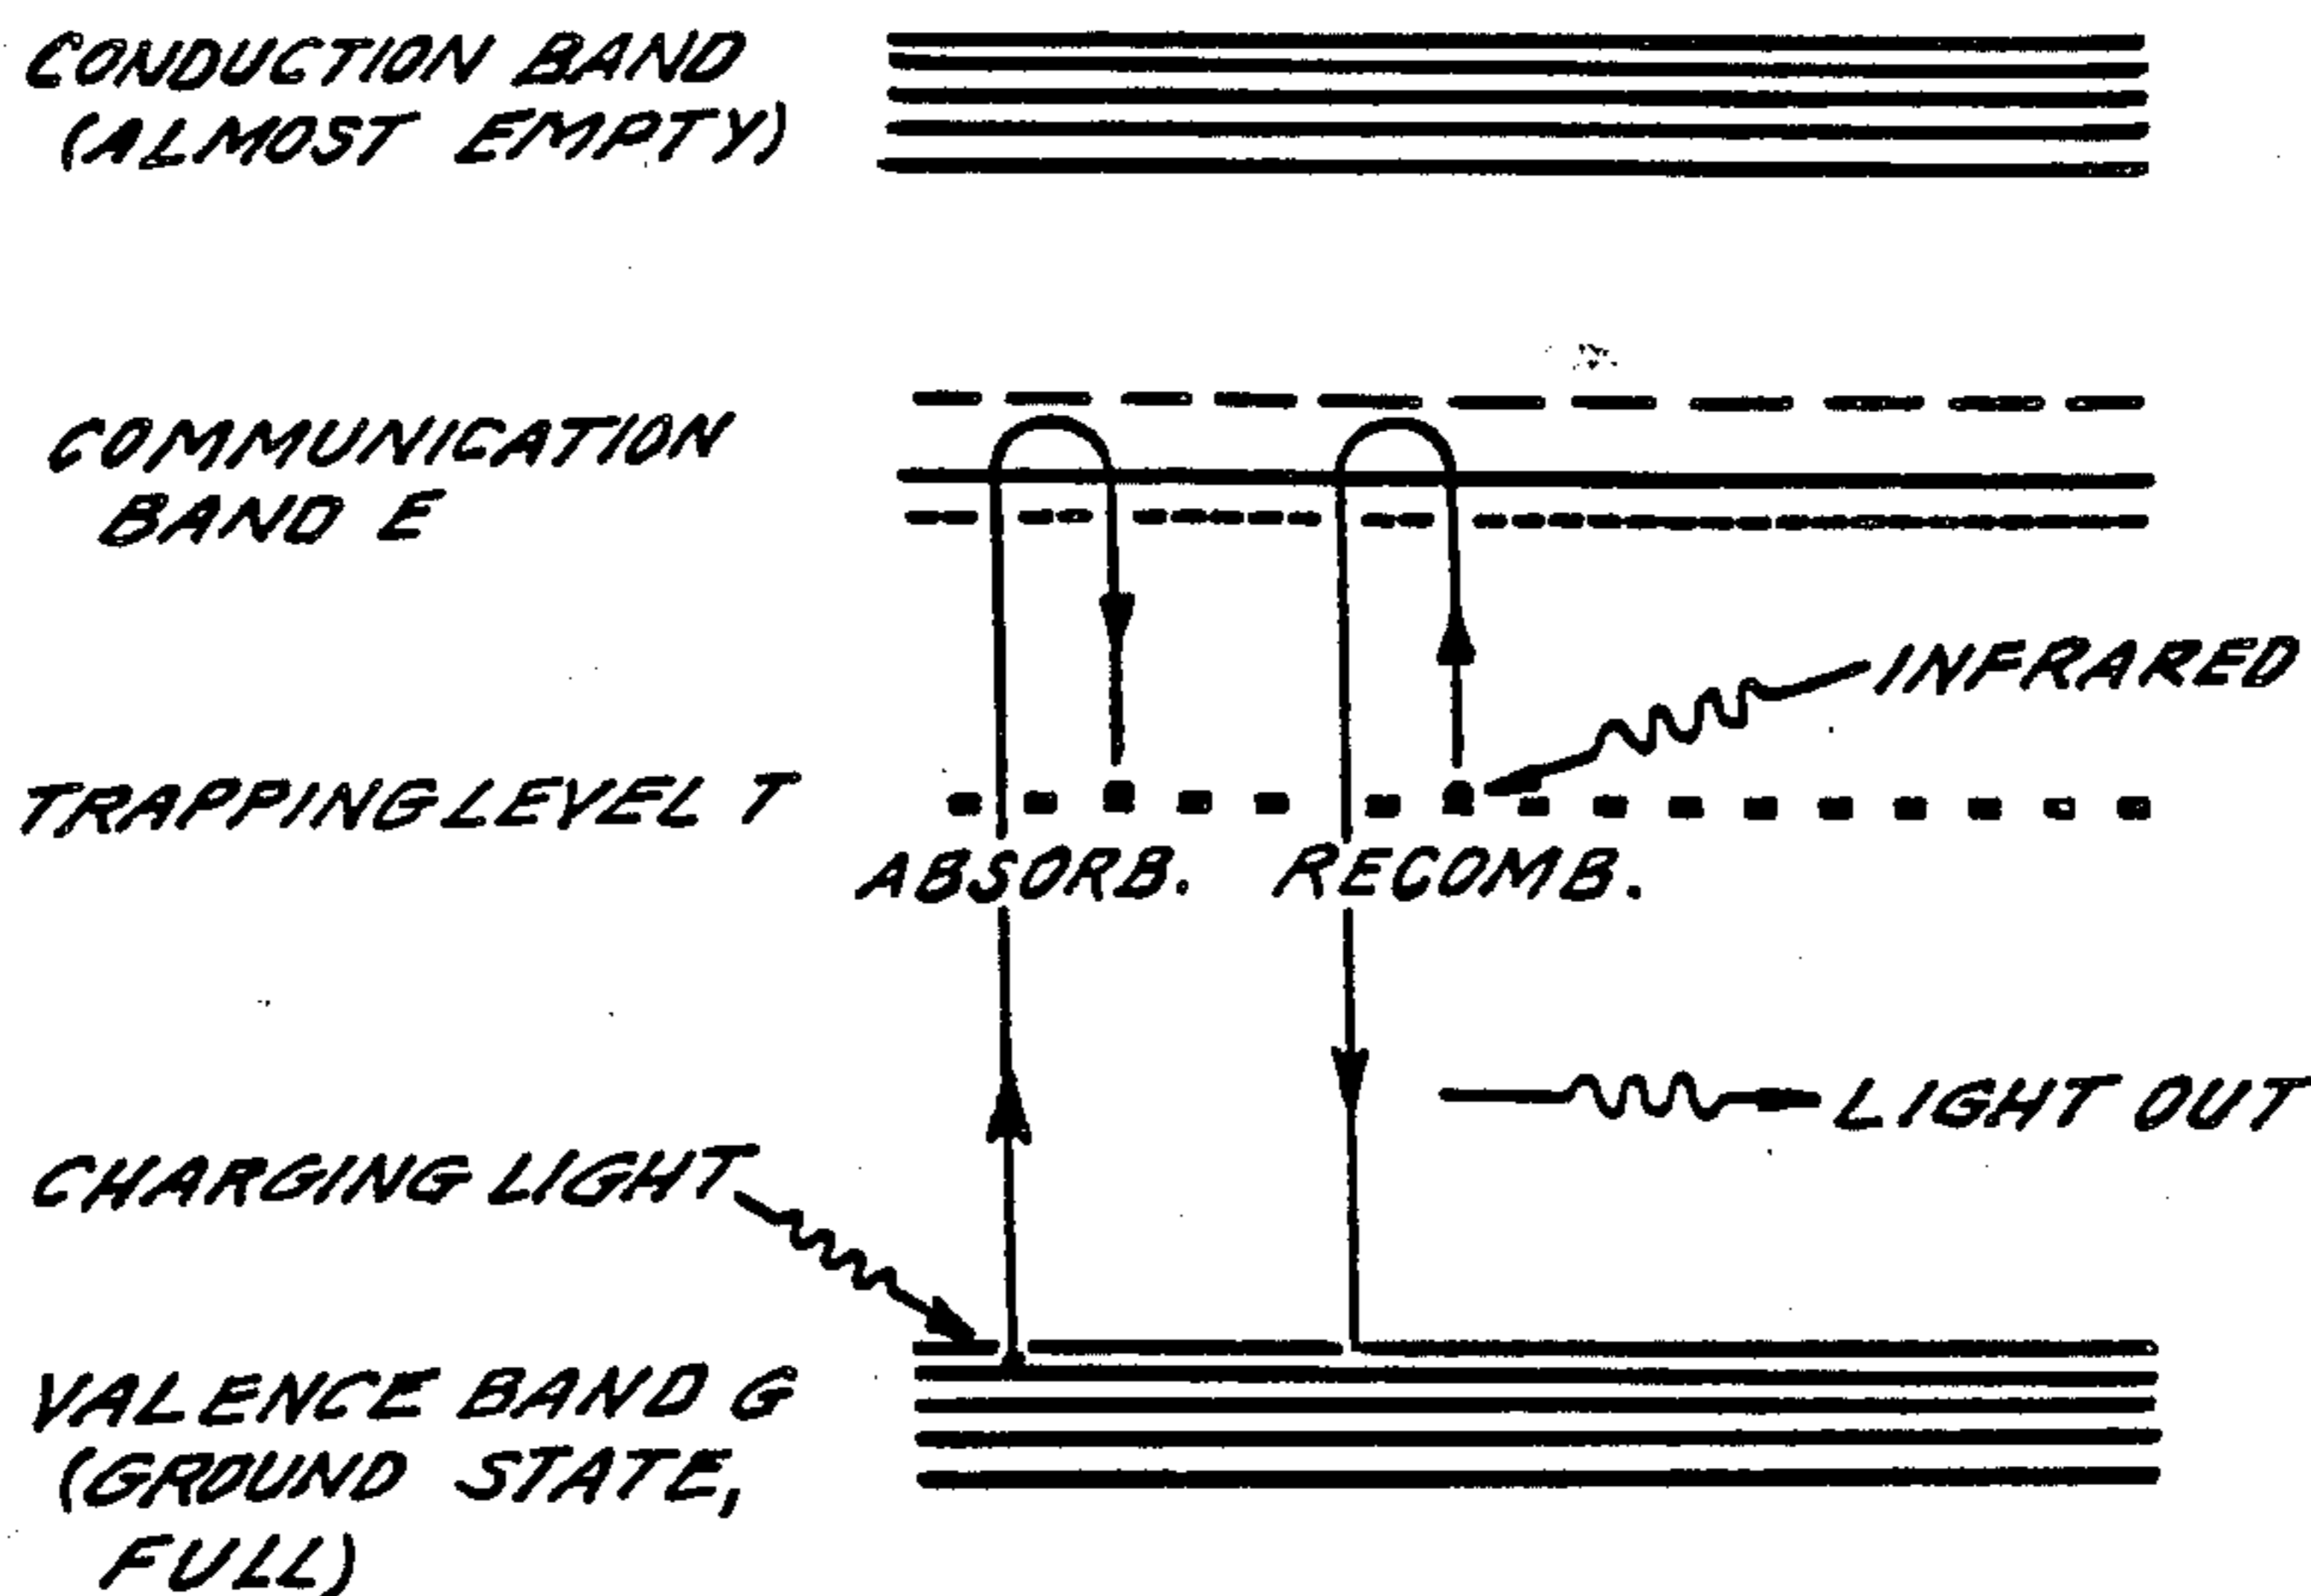 CONDUCTION BAND
(ALMOST EMPTY)
COMMUNICATION
BAND E
INFRARED
TRAPPING LEVEL T
ABSORB. RECOMB.
LIGHT OUT
CHARGING LIGHT
VALENCE BAND G
(GROUND STATE,
FULL)